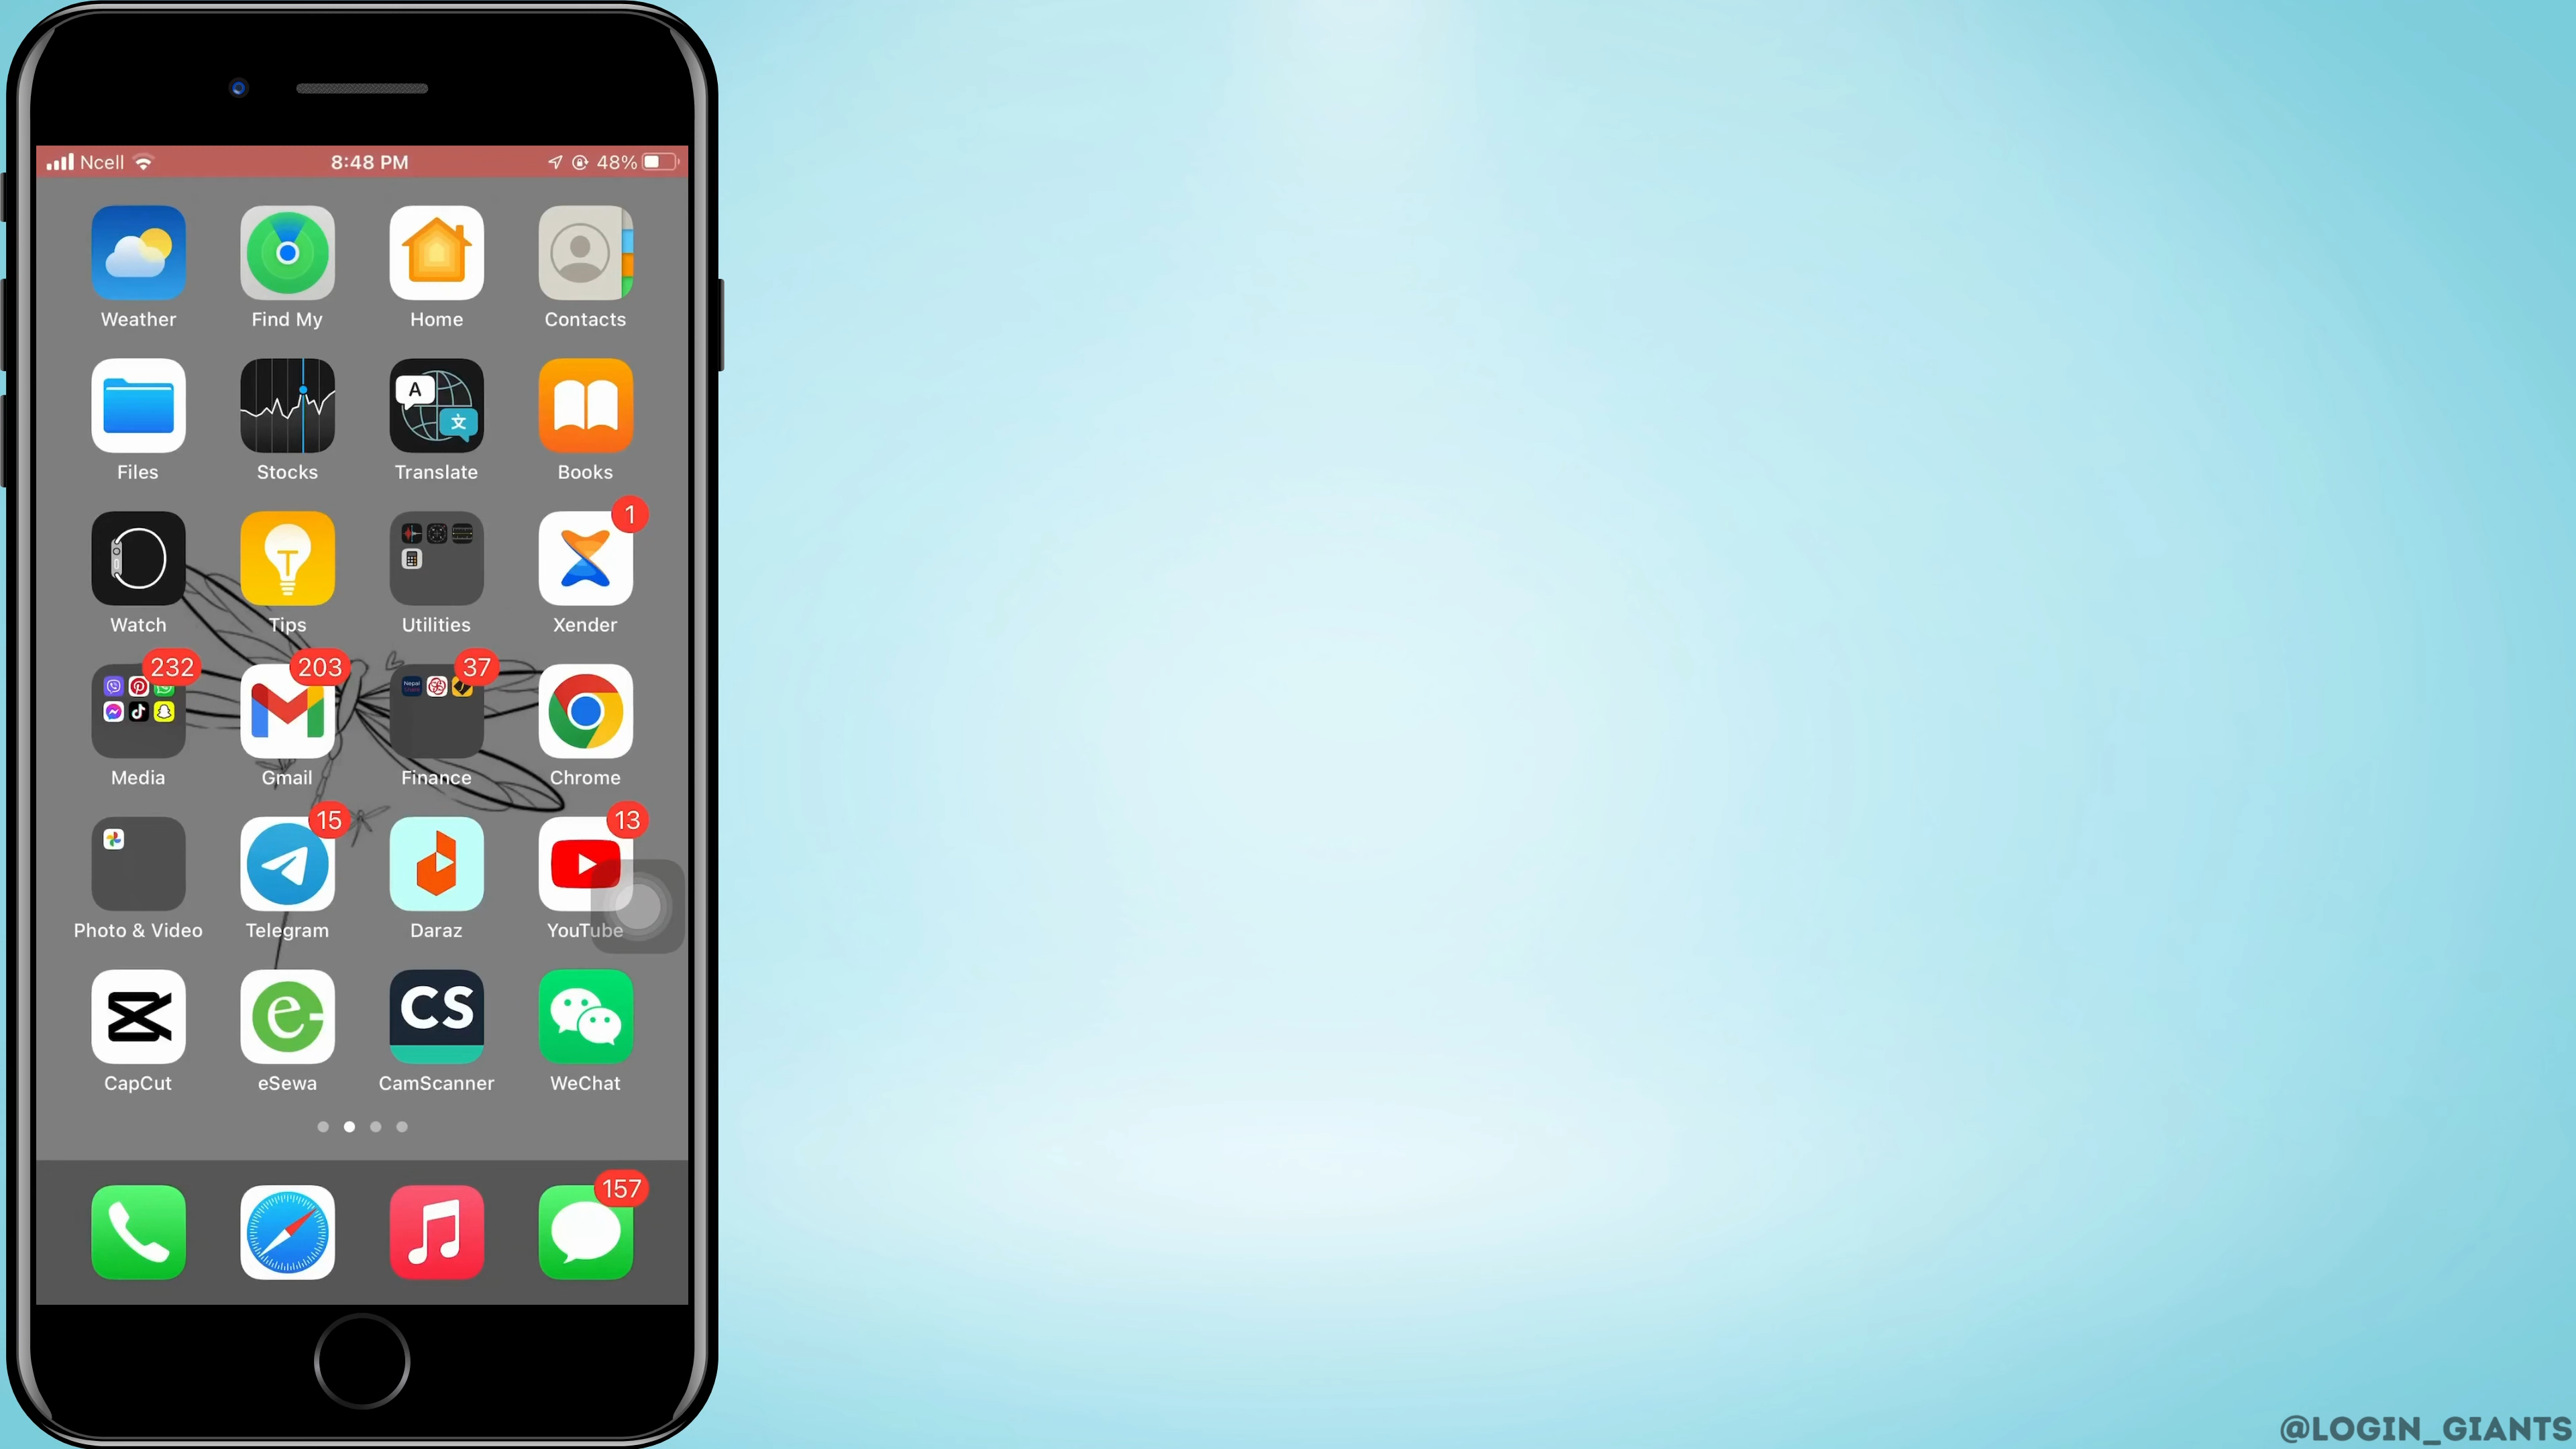 Ncell 8:48 PM 48%
Weather Find My Home Contacts
A 文
Files Stocks Translate Books
1
T
Watch Tips Utilities Xender
232 203 37
Media Gmail Finance Chrome
15 13
Photo & Video Telegram Daraz YouTube
e CS
CapCut eSewa CamScanner WeChat
157
@LOGIN_GIANTS